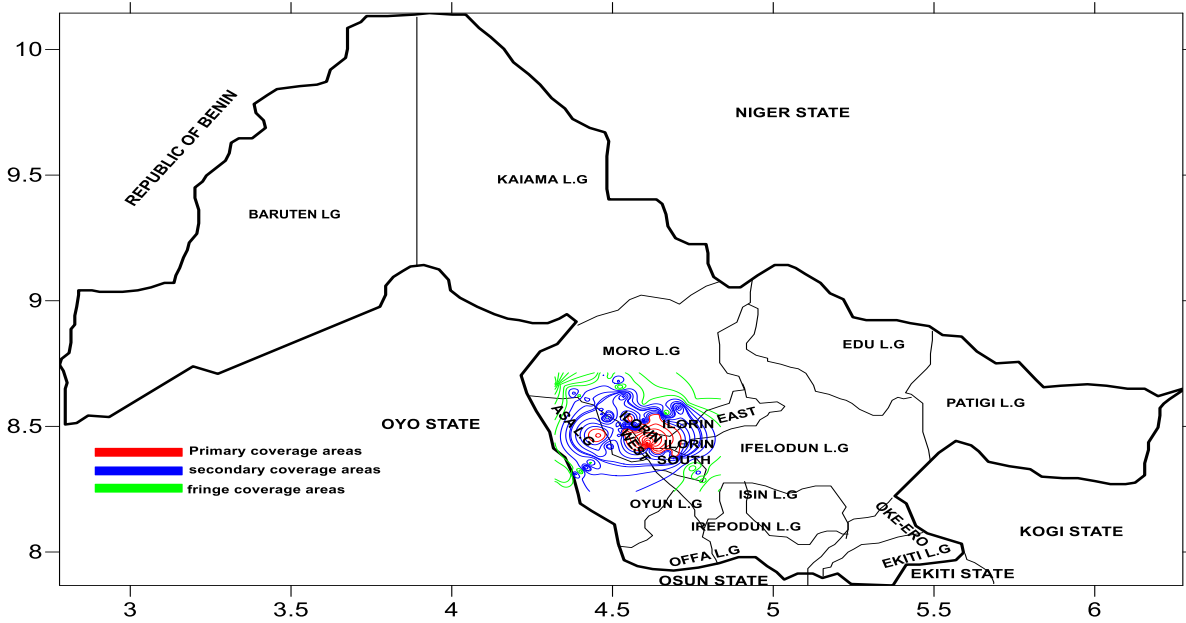 10
9.5
9
8.5
8
REPUBLIC OF BENIN
NIGER STATE
KAIAMA L.G
BARUTEN LG
MORO L.G
EDU L.G
PATIGI L.G
OYO STATE
ASA L.G
ILORIN
WEST
ILORIN EAST
ILORIN
SOUTH
IFELODUN L.G
Primary coverage areas
secondary coverage areas
fringe coverage areas
OYUN L.G
ISIN L.G
IREPODUN L.G
OKE-ERO
KOGI STATE
OFFA L.G
EKITI L.G
OSUN STATE
EKITI STATE
3 3.5 4 4.5 5 5.5 6